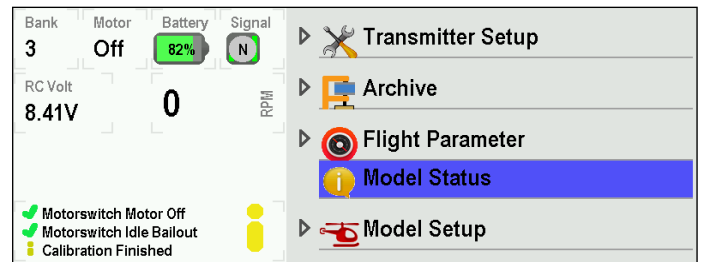 Bank Motor Battery Signal
3 Off 82% N
RC Volt
8.41V 0 RPM
Motorswitch Motor Off
Motorswitch Idle Bailout
Calibration Finished
Transmitter Setup
Archive
Flight Parameter
Model Status
Model Setup